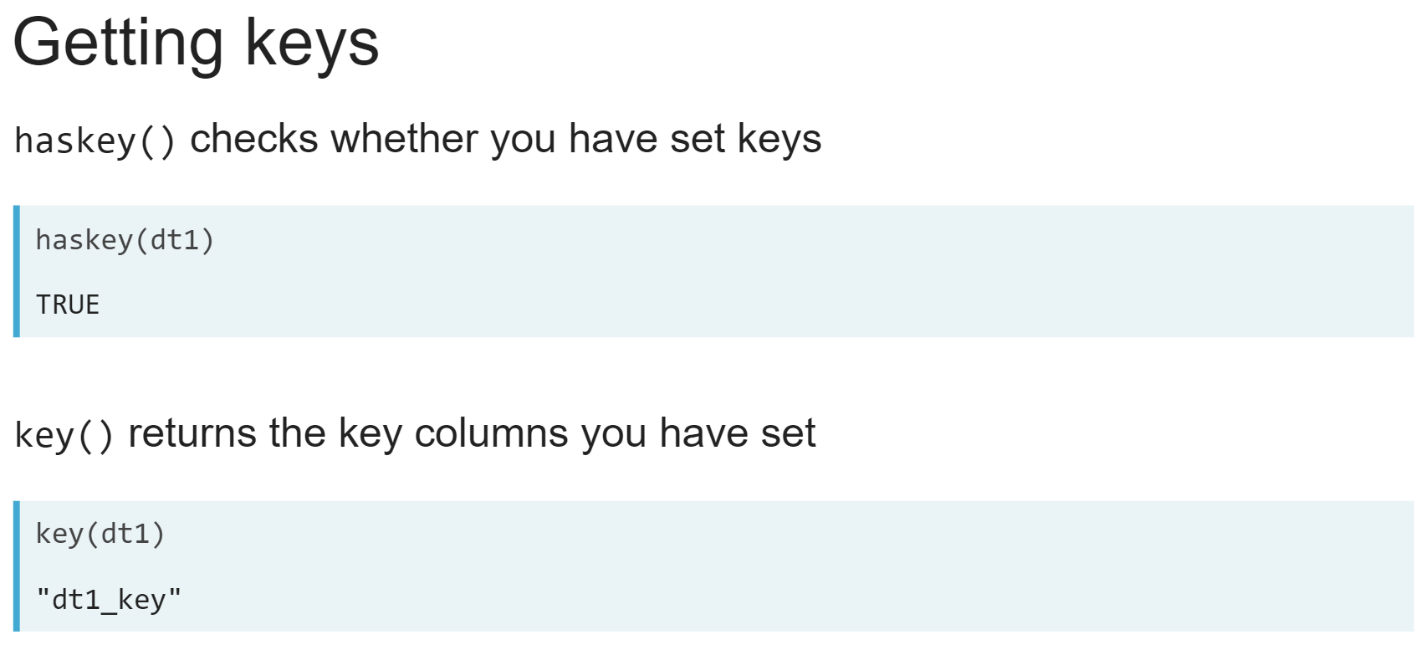 Getting keys
haskey() checks whether you have set keys
haskey(dt1)
TRUE
key() returns the key columns you have set
key(dt1)
"dt1_key"